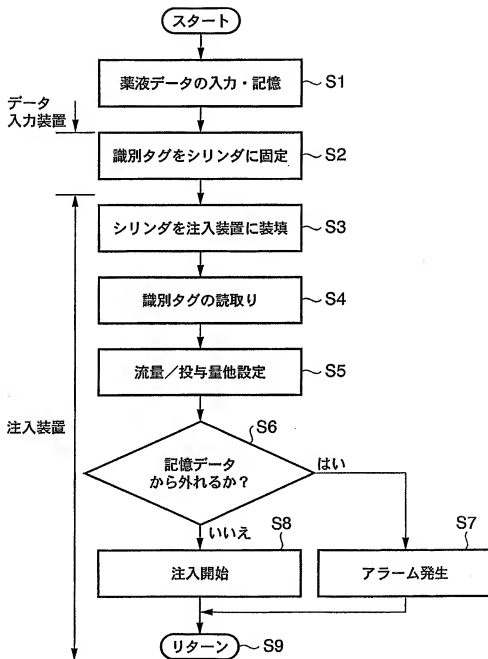 スタート
薬液データの入力・記憶
S1
データ
入力装置
識別タグをシリンダに固定
S2
シリンダを注入装置に装填
S3
識別タグの読取り
S4
流量／投与量他設定
S5
注入装置
S6
記憶データ
から外れるか？
はい
いいえ
S8
注入開始
S7
アラーム発生
リターン
S9